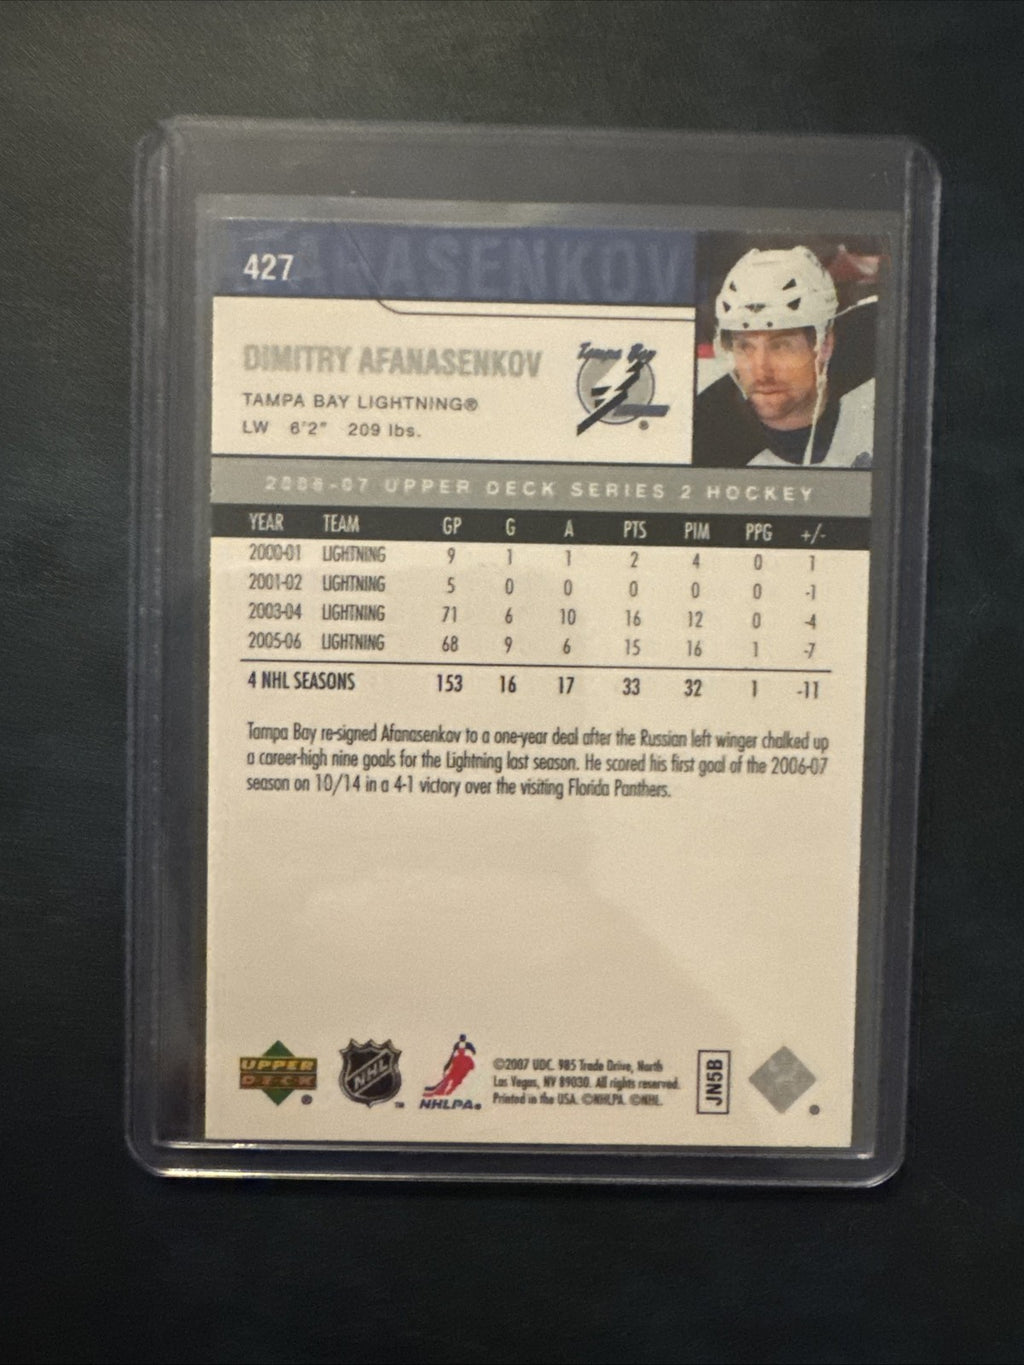 427
AFANASENKOV
DIMITRY AFANASENKOV
Tampa Bay
TAMPA BAY LIGHTNING®
LW 6'2" 209 lbs.
®
2006-07 UPPER DECK SERIES 2 HOCKEY
YEAR TEAM GP G A PTS PIM PPG +/-
2000-01 LIGHTNING 9 1 1 2 4 0 1
2001-02 LIGHTNING 5 0 0 0 0 0 -1
2003-04 LIGHTNING 71 6 10 16 12 0 -4
2005-06 LIGHTNING 68 9 6 15 16 1 -7
4 NHL SEASONS 153 16 17 33 32 1 -11
Tampa Bay re-signed Afanasenkov to a one-year deal after the Russian left winger chalked up
a career-high nine goals for the Lightning last season. He scored his first goal of the 2006-07
season on 10/14 in a 4-1 victory over the visiting Florida Panthers.
UPPER
DECK
®
NHL
™
NHLPA®
©2007 UDC. 985 Trade Drive, North
Las Vegas, NV 89030. All rights reserved.
Printed in the USA. ©NHLPA. ©NHL.
JN5B
®